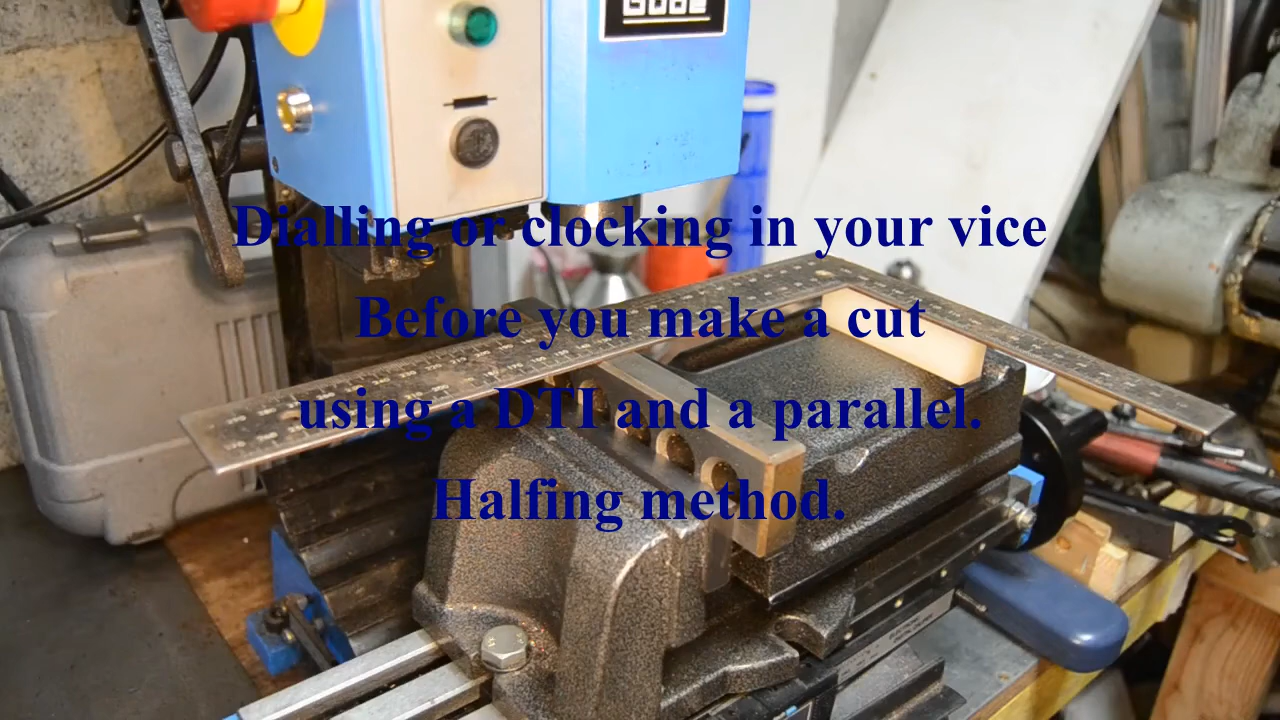 Dialling or clocking in your vice
Before you make a cut
using a DTI and a parallel.
Halfing method.